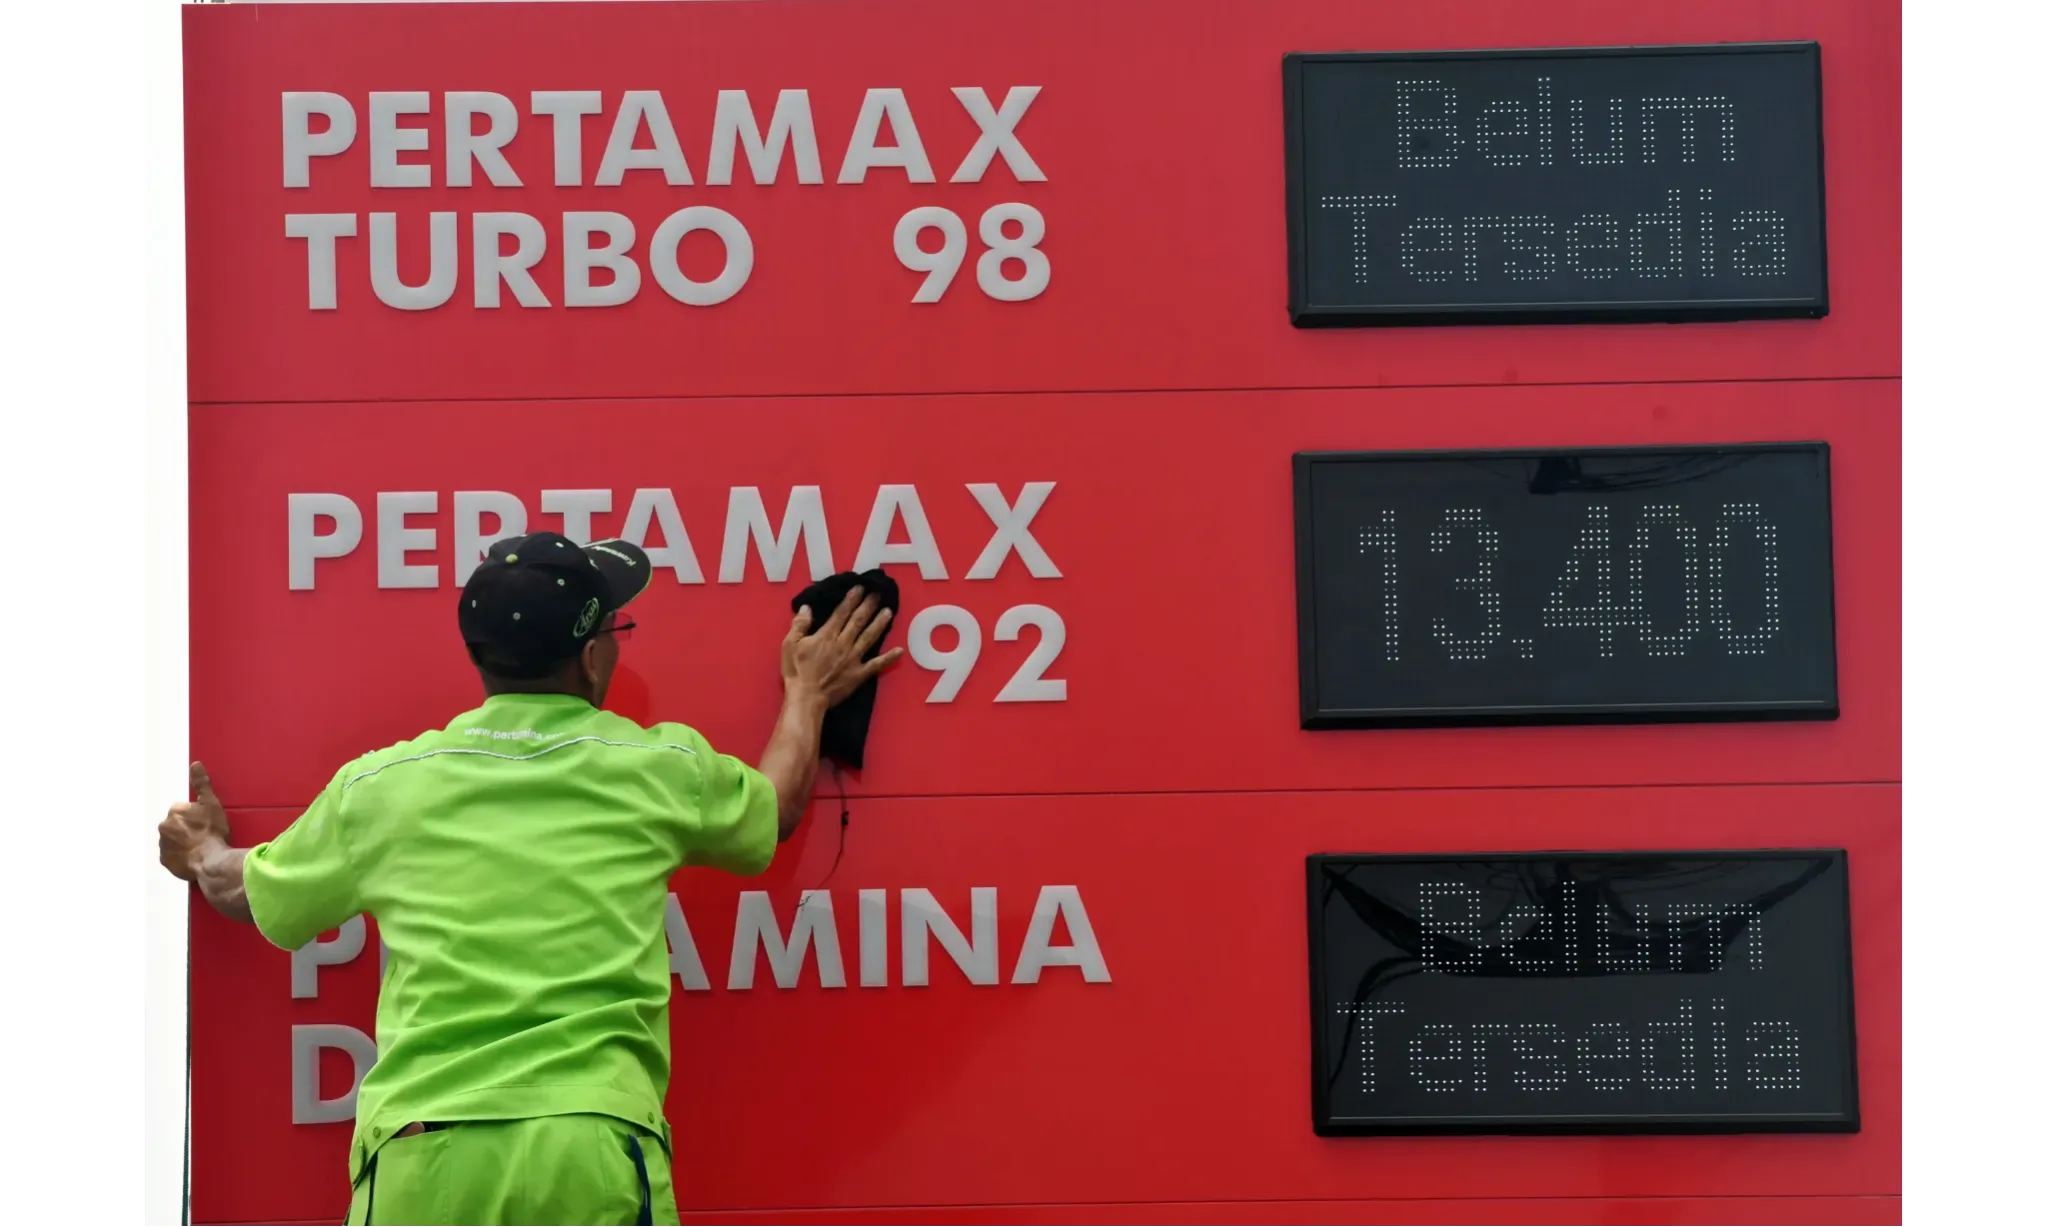 PERTAMAX
TURBO 98
Belum
Tersedia
PERTAMAX
92
13.400
AMINA
Belum
Tersedia